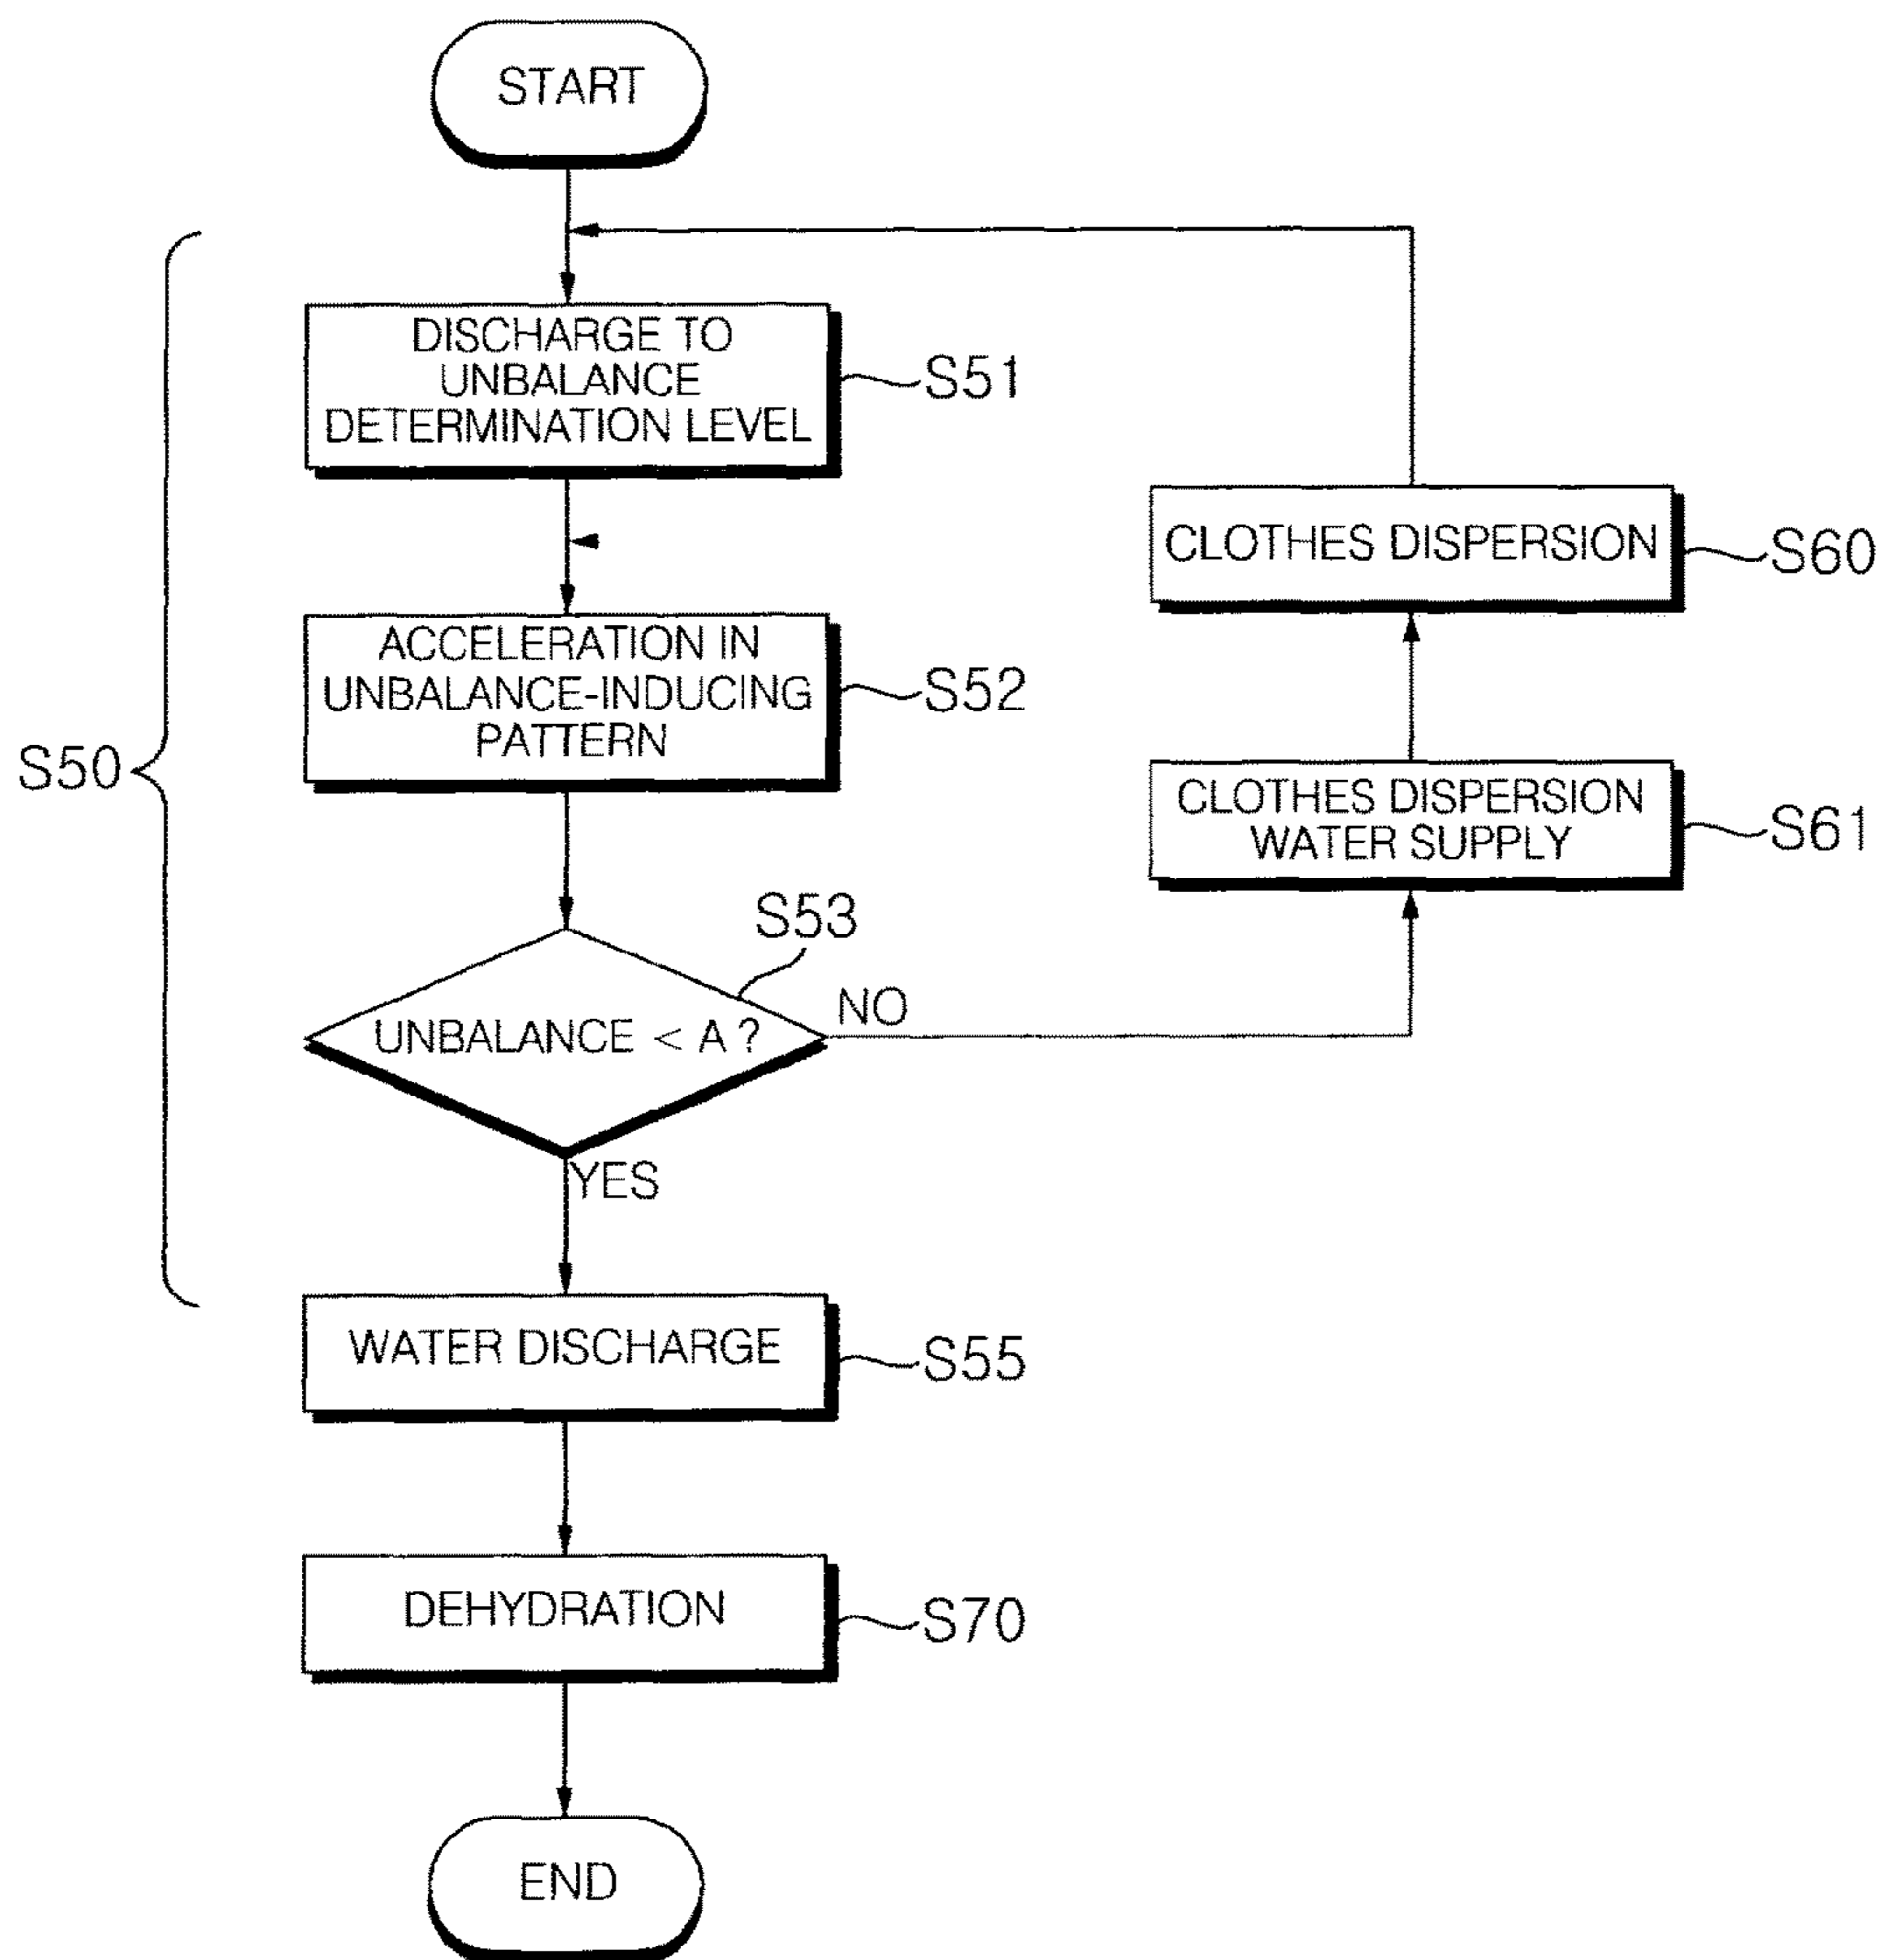 START
DISCHARGE TO
UNBALANCE
DETERMINATION LEVEL
S51
CLOTHES DISPERSION
S60
ACCELERATION IN
UNBALANCE-INDUCING
PATTERN
S52
S50
CLOTHES DISPERSION
WATER SUPPLY
S61
S53
UNBALANCE < A ?
NO
YES
WATER DISCHARGE
S55
DEHYDRATION
S70
END